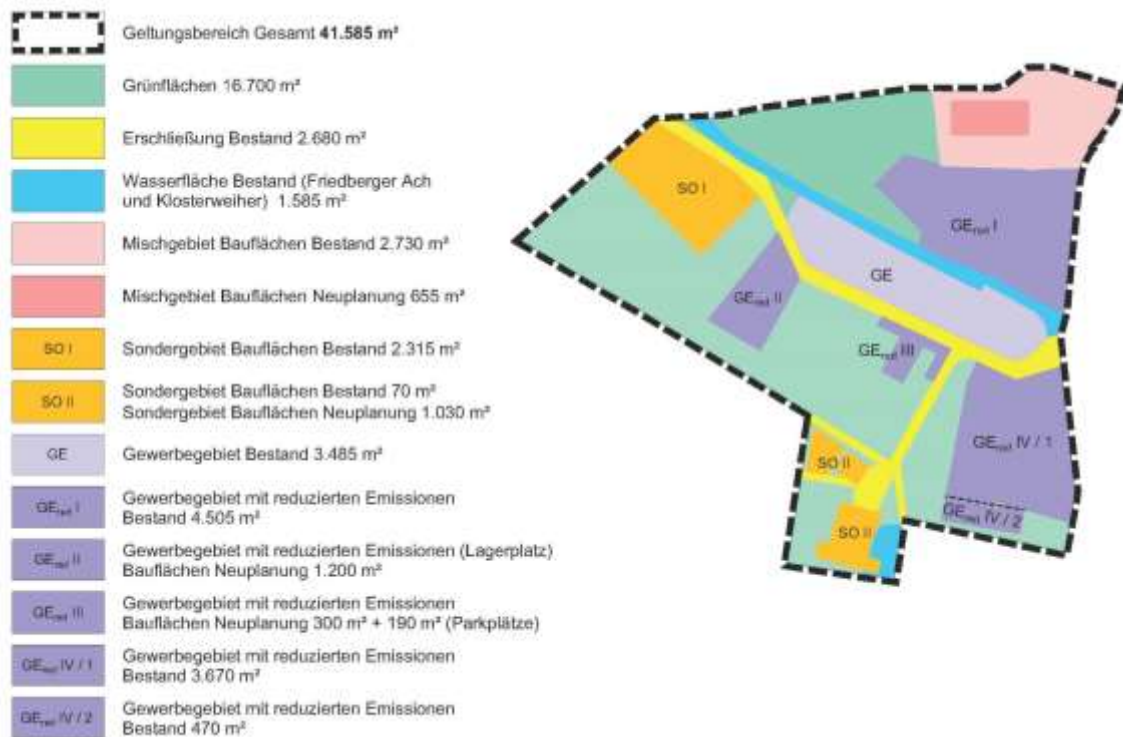 Geltungsbereich Gesamt 41.585 m²
Grünflächen 16.700 m²
Erschließung Bestand 2.680 m²
Wasserfläche Bestand (Friedberger Ach
und Klosterweiher) 1.585 m²
Mischgebiet Bauflächen Bestand 2.730 m²
Mischgebiet Bauflächen Neuplanung 655 m²
SO I
Sondergebiet Bauflächen Bestand 2.315 m²
SO II
Sondergebiet Bauflächen Bestand 70 m²
Sondergebiet Bauflächen Neuplanung 1.030 m²
GE
Gewerbegebiet Bestand 3.485 m²
GEred I
Gewerbegebiet mit reduzierten Emissionen
Bestand 4.505 m²
GEred II
Gewerbegebiet mit reduzierten Emissionen (Lagerplatz)
Bauflächen Neuplanung 1.200 m²
GEred III
Gewerbegebiet mit reduzierten Emissionen
Bauflächen Neuplanung 300 m² + 190 m² (Parkplätze)
GEred IV / 1
Gewerbegebiet mit reduzierten Emissionen
Bestand 3.670 m²
GEred IV / 2
Gewerbegebiet mit reduzierten Emissionen
Bestand 470 m²
SO I
GEred I
GE
GEred II
GEred III
GEred IV / 1
SO II
GEred IV / 2
SO II